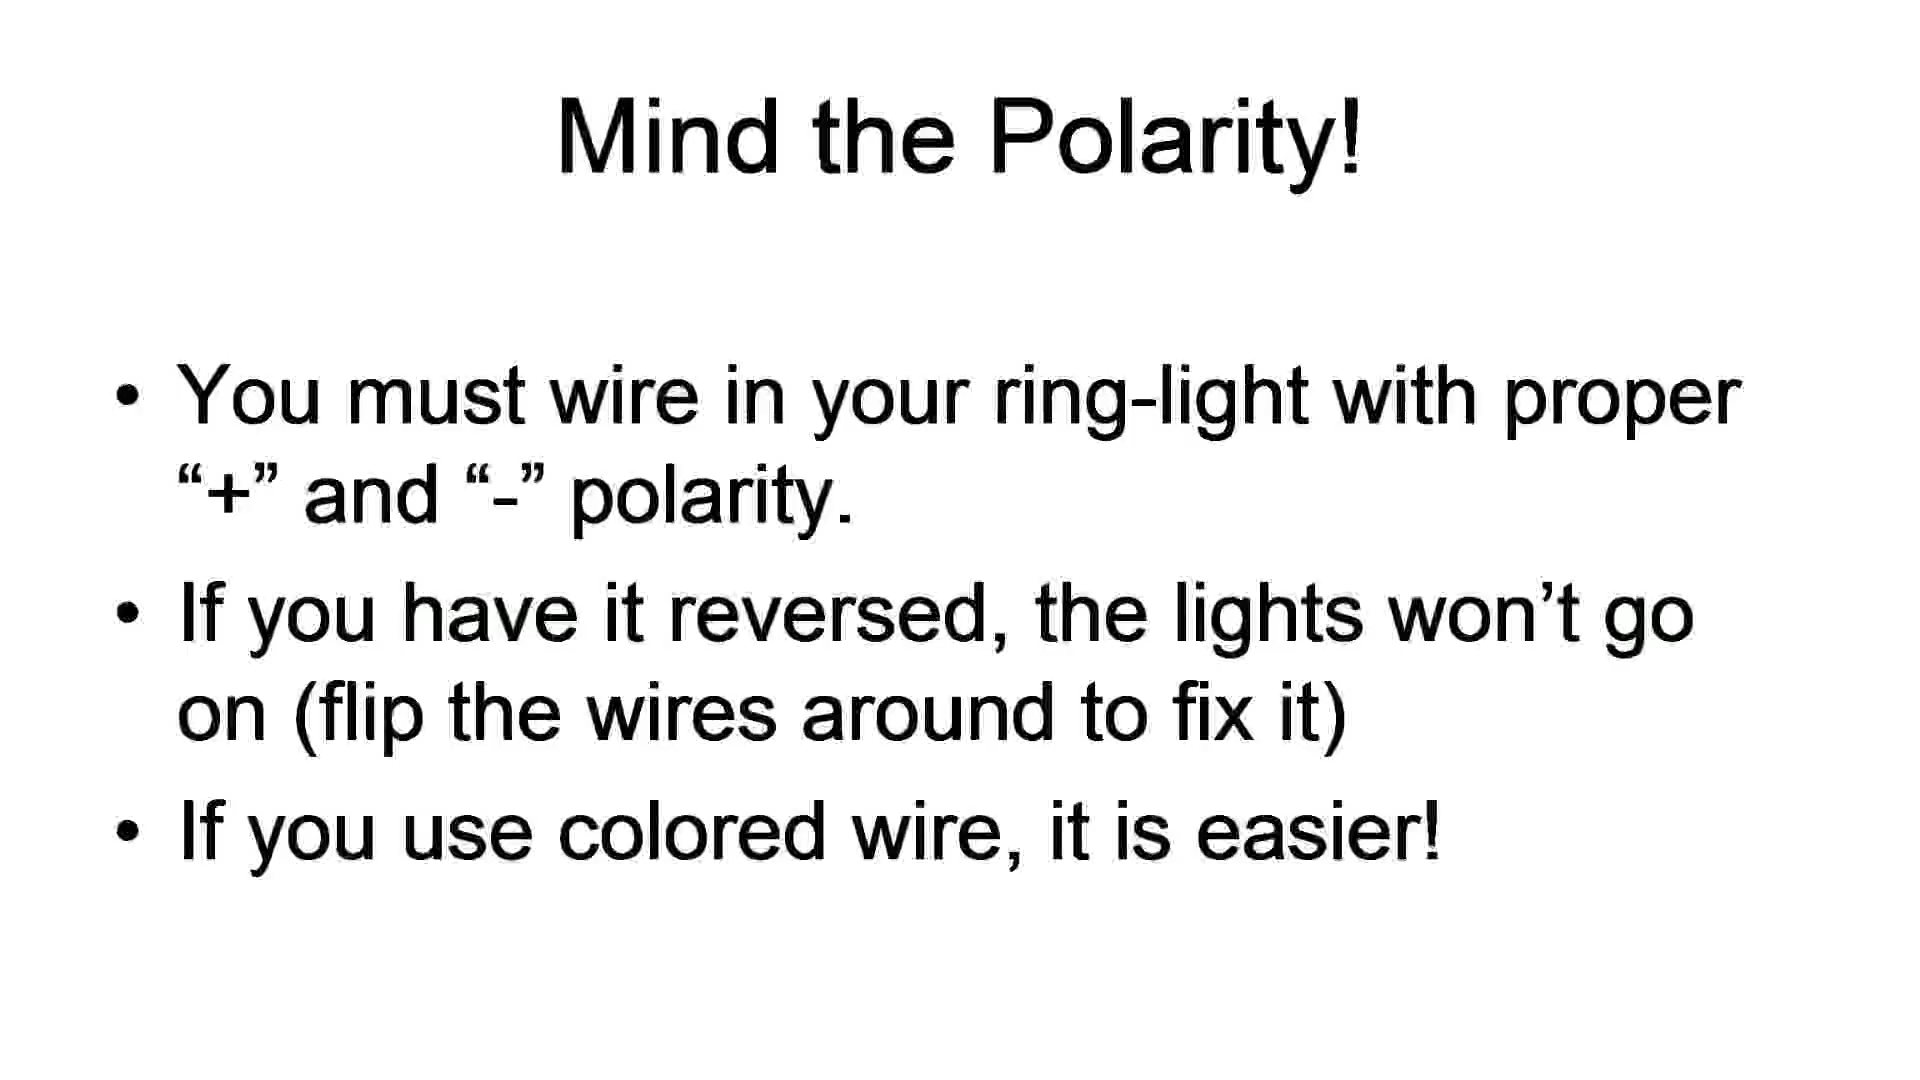 Mind the Polarity!
• You must wire in your ring-light with proper
“+” and “-” polarity.
• If you have it reversed, the lights won’t go
on (flip the wires around to fix it)
• If you use colored wire, it is easier!